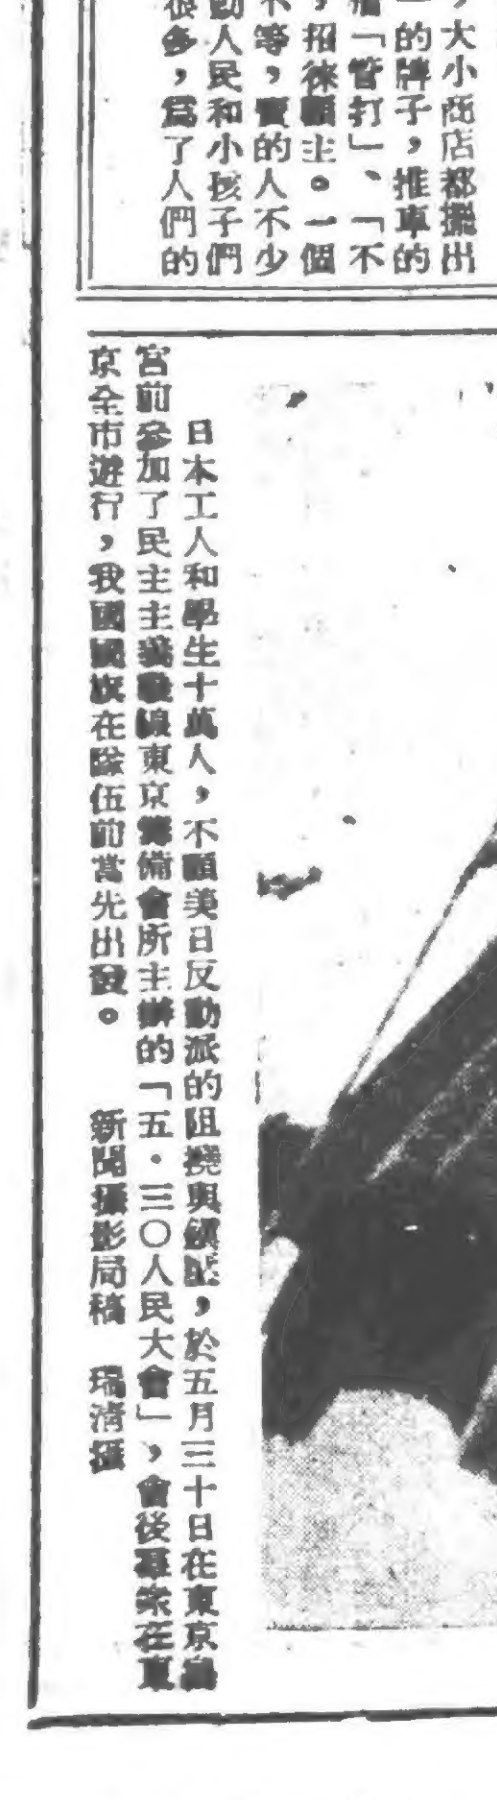 ，大小商店都擺出
的牌子，推車的
「管打」、「不
，招徠顧主。一個
不等，賣的人不少
動人民和小孩子們
很多，爲了人們的
日本工人和學生十萬人，不顧美日反動派的阻撓與鎮壓，於五月三十日在東京皇
宮前參加了民主主義戰線東京籌備會所主辦的「五·三〇人民大會」，會後羣衆在東
京全市遊行，我國國旗在隊伍前當先出發。　新聞攝影局稿　瑞清攝